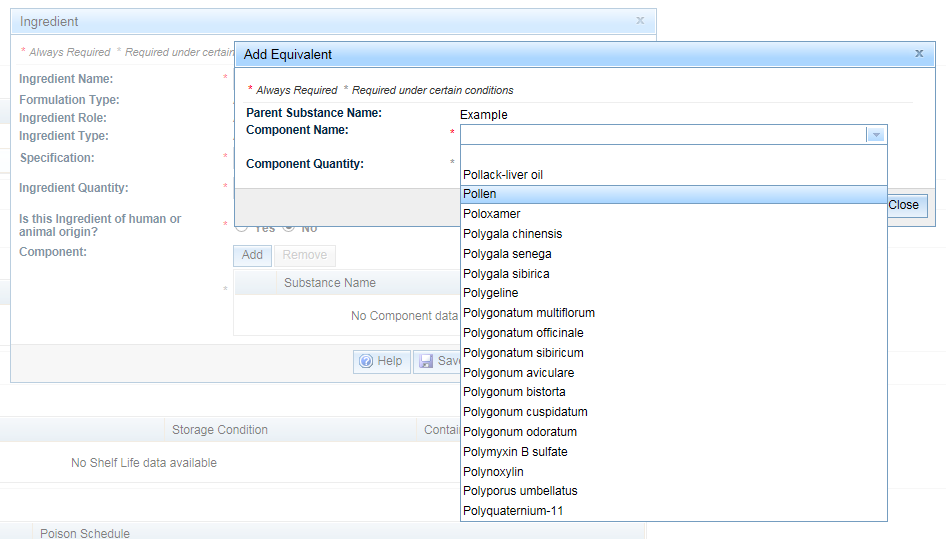 Ingredient
x
* Always Required * Required under certain
Ingredient Name: *
Formulation Type:
Ingredient Role:
Ingredient Type:
Specification: *
Ingredient Quantity: *
Is this Ingredient of human or
animal origin? *
Yes No
Component: *
Add Remove
Substance Name
No Component data
Help Save
Add Equivalent
x
* Always Required * Required under certain conditions
Parent Substance Name: Example
Component Name: *
Component Quantity: *
Close
Pollack-liver oil
Pollen
Poloxamer
Polygala chinensis
Polygala senega
Polygala sibirica
Polygeline
Polygonatum multiflorum
Polygonatum officinale
Polygonatum sibiricum
Polygonum aviculare
Polygonum bistorta
Polygonum cuspidatum
Polygonum odoratum
Polymyxin B sulfate
Polynoxylin
Polyporus umbellatus
Polyquaternium-11
Storage Condition Contai
No Shelf Life data available
Poison Schedule